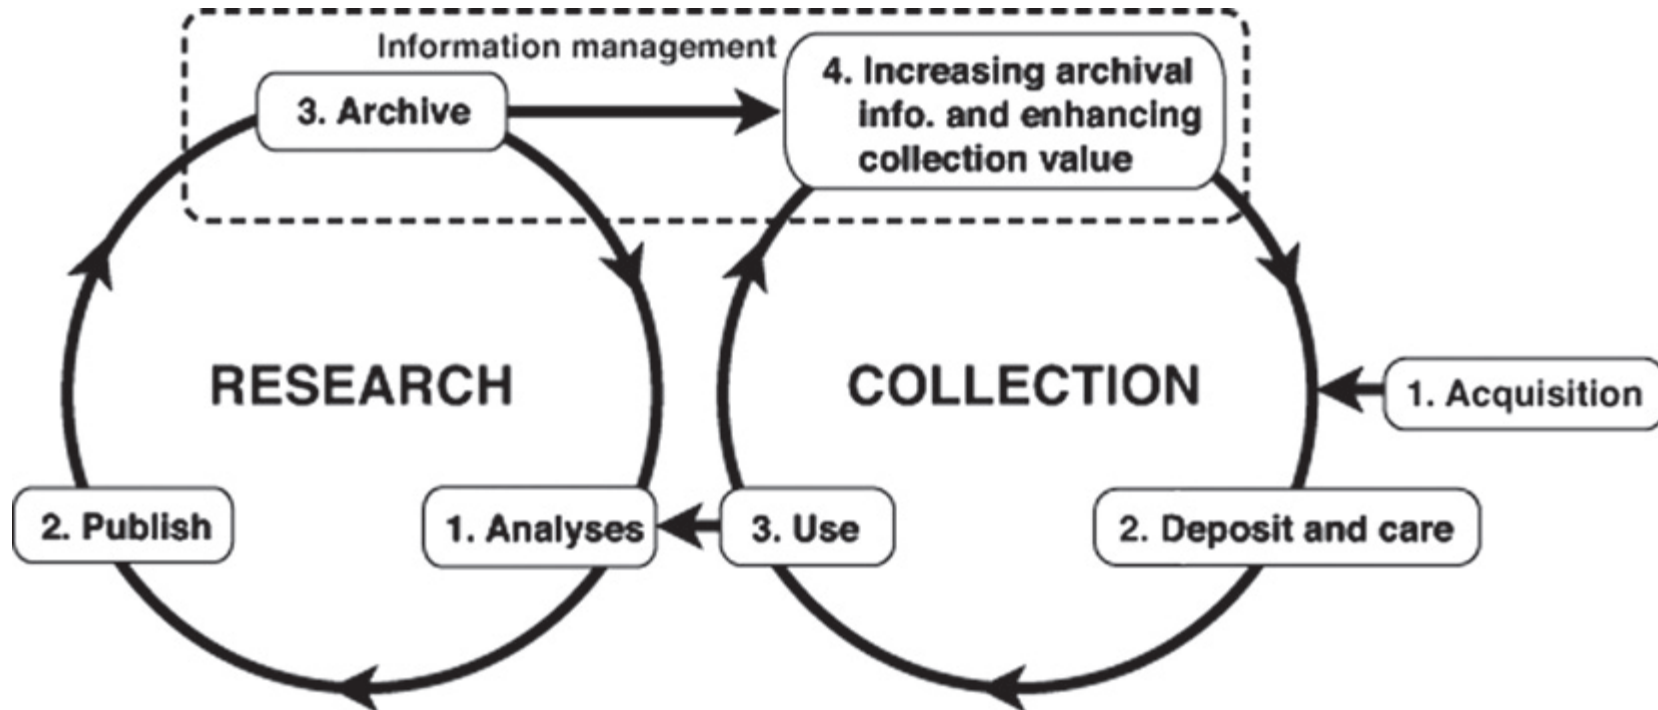 Information management
3. Archive
4. Increasing archival
info. and enhancing
collection value
RESEARCH
COLLECTION
1. Acquisition
2. Publish
1. Analyses
3. Use
2. Deposit and care